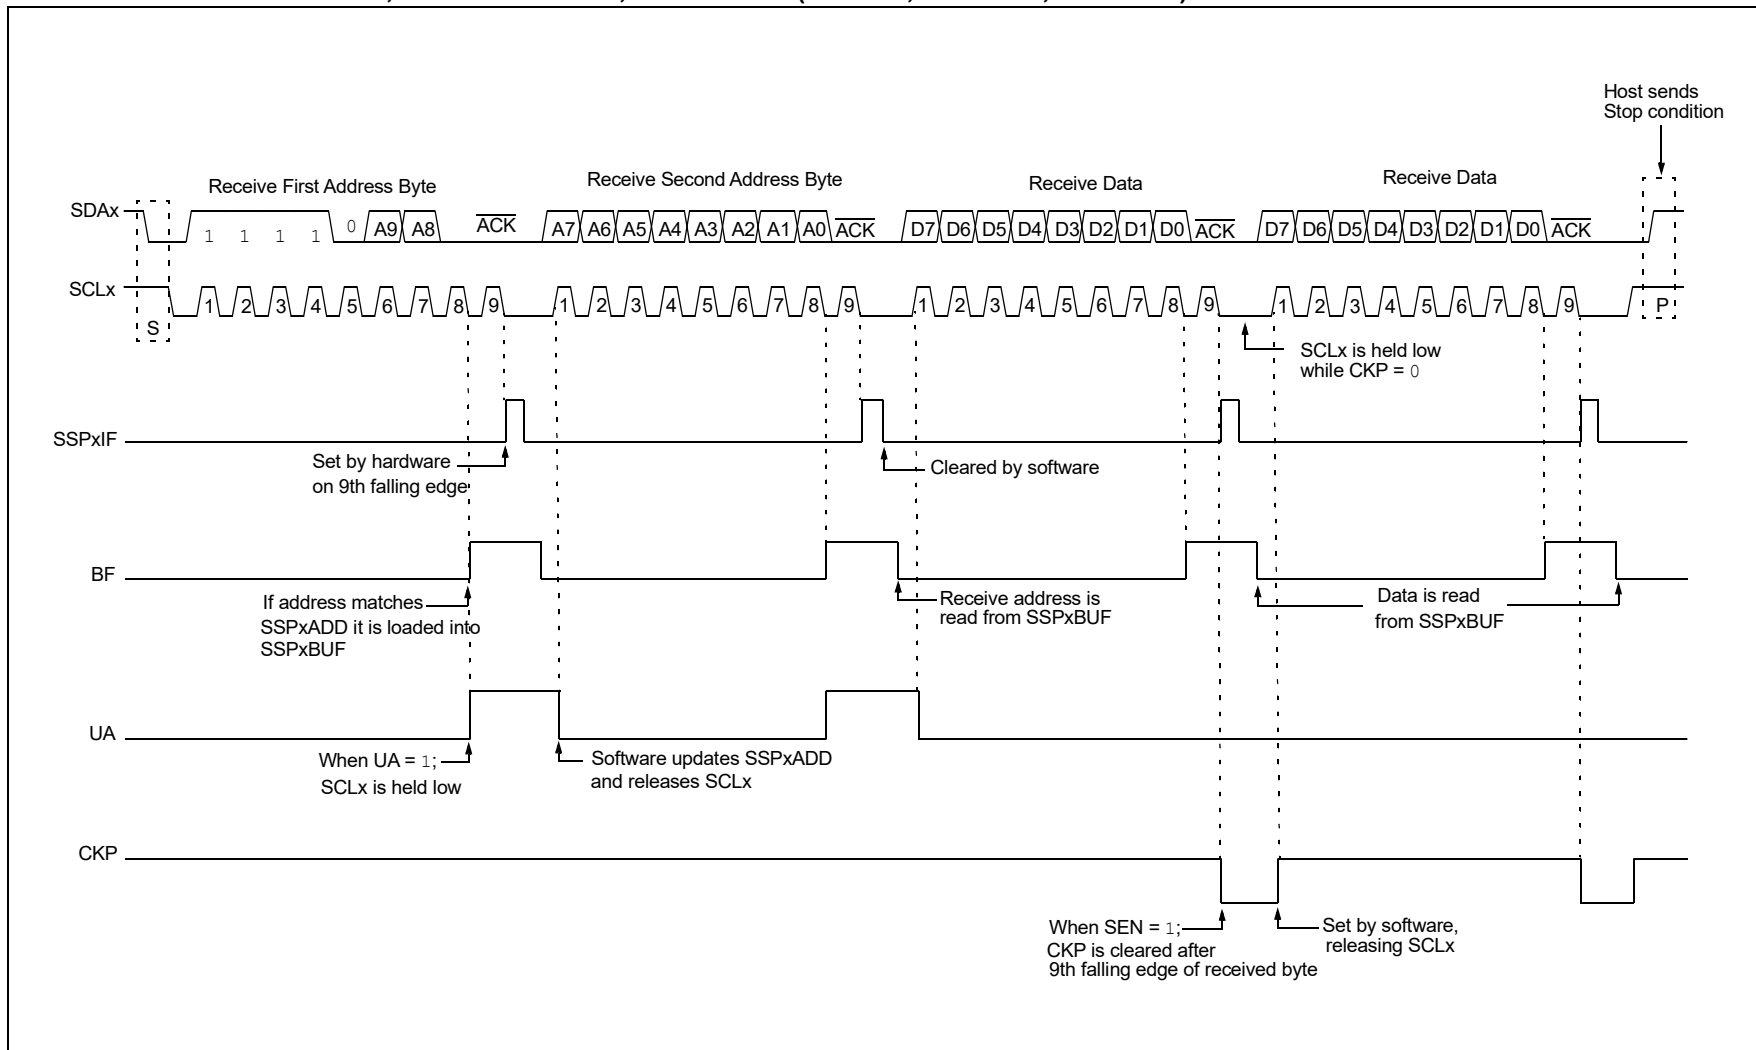 Host sends
Stop condition
Receive First Address Byte
Receive Second Address Byte
Receive Data
Receive Data
SDAx
1 1 1 1 0 A9 A8 ACK A7 A6 A5 A4 A3 A2 A1 A0 ACK D7 D6 D5 D4 D3 D2 D1 D0 ACK D7 D6 D5 D4 D3 D2 D1 D0 ACK
SCLx
S 1 2 3 4 5 6 7 8 9 1 2 3 4 5 6 7 8 9 1 2 3 4 5 6 7 8 9 1 2 3 4 5 6 7 8 9 P
SCLx is held low
while CKP = 0
SSPxIF
Set by hardware
on 9th falling edge
Cleared by software
BF
If address matches
SSPxADD it is loaded into
SSPxBUF
Receive address is
read from SSPxBUF
Data is read
from SSPxBUF
UA
When UA = 1;
SCLx is held low
Software updates SSPxADD
and releases SCLx
CKP
When SEN = 1;
CKP is cleared after
9th falling edge of received byte
Set by software,
releasing SCLx